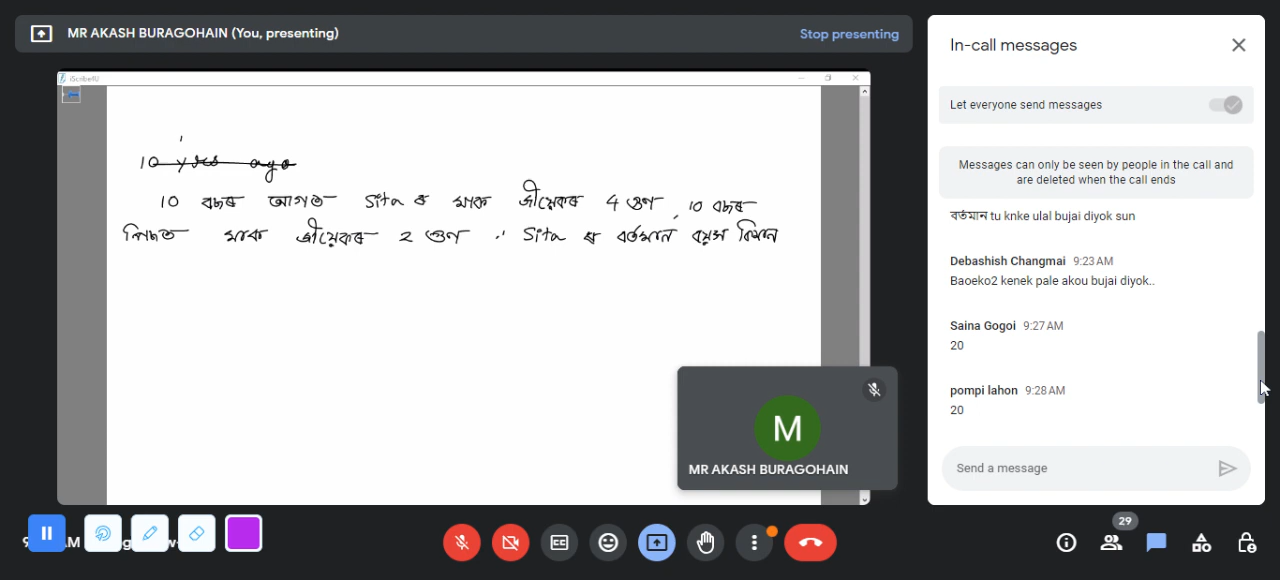 MR AKASH BURAGOHAIN (You, presenting)
Stop presenting
iScribellU
10 yrs ago
10 বছৰ আগত Sita ৰ মাক জীয়েকৰ 4 গুণ, 10 বছৰ
পিছত মাক জীয়েকৰ 2 গুণ ∴ Sita ৰ বৰ্তমান বয়স কিমান
M
MR AKASH BURAGOHAIN
In-call messages
Let everyone send messages
Messages can only be seen by people in the call and
are deleted when the call ends
বৰ্তমান tu knke ulal bujai diyok sun
Debashish Changmai 9:23 AM
Baoeko2 kenek pale akou bujai diyok..
Saina Gogoi 9:27 AM
20
pompi lahon 9:28 AM
20
Send a message
29